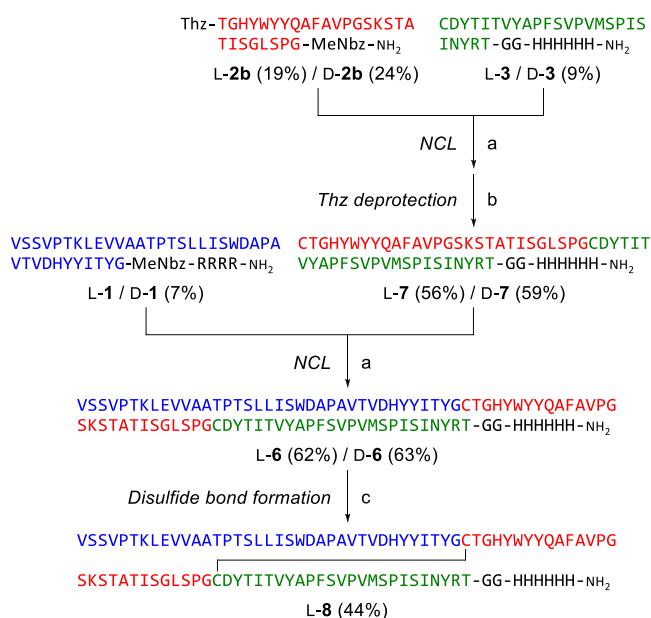 Thz-TGHYWYYQAFAVPGSKSTA
TISGLSPG-MeNbz-NH2
L-2b (19%) / D-2b (24%)
CDYTITVYAPFSVPVMSPIS
INYRT-GG-HHHHHH-NH2
L-3 / D-3 (9%)
NCL a
Thz deprotection b
VSSVPTKLEVVAATPTSLLISWDAPA
VTVDHYYITYG-MeNbz-RRRR-NH2
L-1 / D-1 (7%)
CTGHYWYYQAFAVPGSKSTATISGLSPGCDYTIT
VYAPFSVPVMSPISINYRT-GG-HHHHHH-NH2
L-7 (56%) / D-7 (59%)
NCL a
VSSVPTKLEVVAATPTSLLISWDAPAVTVDHYYITYGCTGHYWYYQAFAVPG
SKSTATISGLSPGCDYTITVYAPFSVPVMSPISINYRT-GG-HHHHHH-NH2
L-6 (62%) / D-6 (63%)
Disulfide bond formation c
VSSVPTKLEVVAATPTSLLISWDAPAVTVDHYYITYGCTGHYWYYQAFAVPG
SKSTATISGLSPGCDYTITVYAPFSVPVMSPISINYRT-GG-HHHHHH-NH2
L-8 (44%)